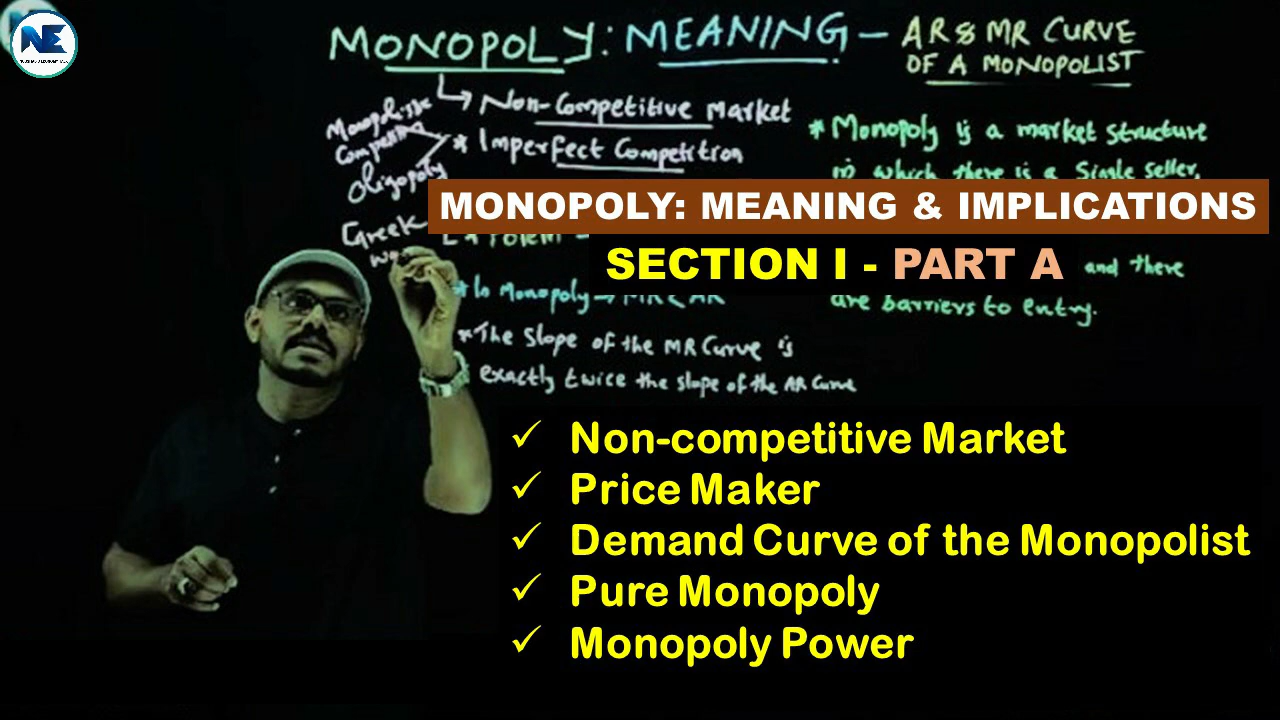 NE
MONOPOLY: MEANING –
AR & MR CURVE
OF A MONOPOLIST
Non-Competitive Market
* Imperfect Competition
Oligopoly
Greek
* Monopoly is a market structure
in which there is a Single seller,
MONOPOLY: MEANING & IMPLICATIONS
SECTION I - PART A
and there
are barriers to entry.
* In Monopoly → MR < AR
* The Slope of the MR Curve is
exactly twice the slope of the AR Curve
✓ Non-competitive Market
✓ Price Maker
✓ Demand Curve of the Monopolist
✓ Pure Monopoly
✓ Monopoly Power